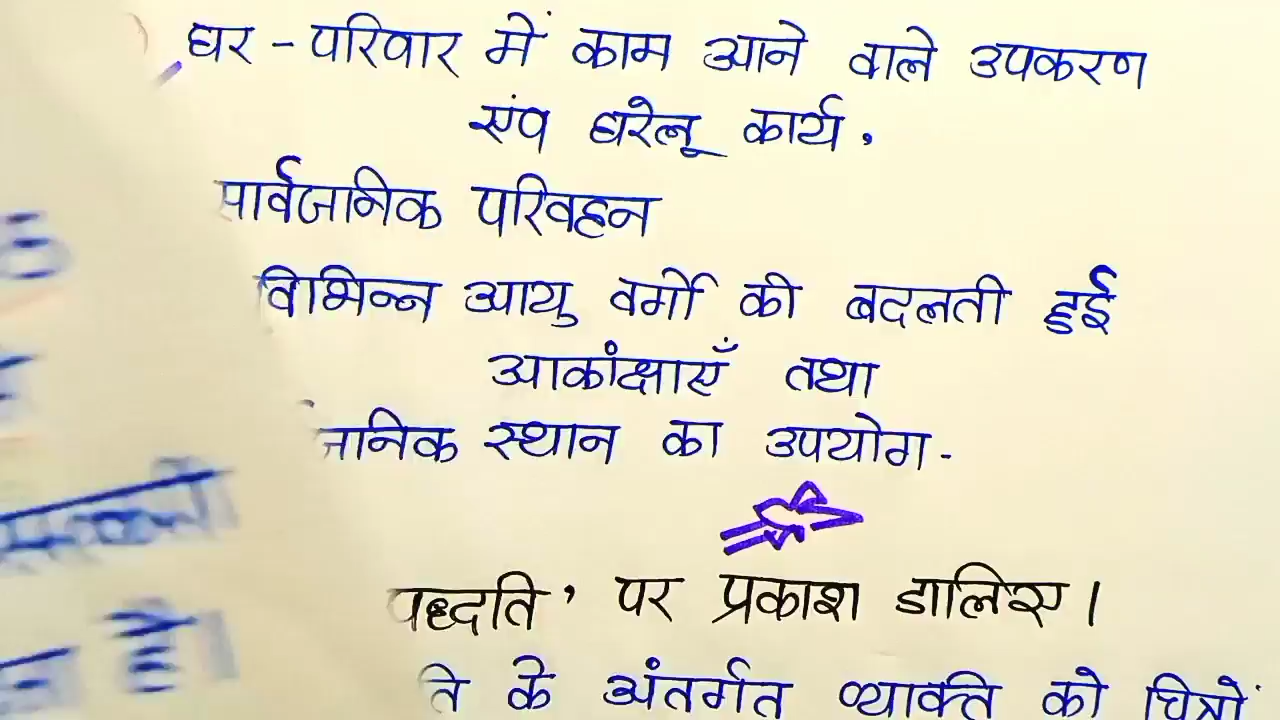 घर - परिवार में काम आने वाले उपकरण
एंव घरेलू कार्य.
सार्वजनिक परिवहन
विभिन्न आयु वर्गो की बदलती हुई
आकांक्षाएँ तथा
जनिक स्थान का उपयोग -
पद्धति' पर प्रकाश डालिए।
ति के अंतर्गत व्यक्ति को चित्रों
है।